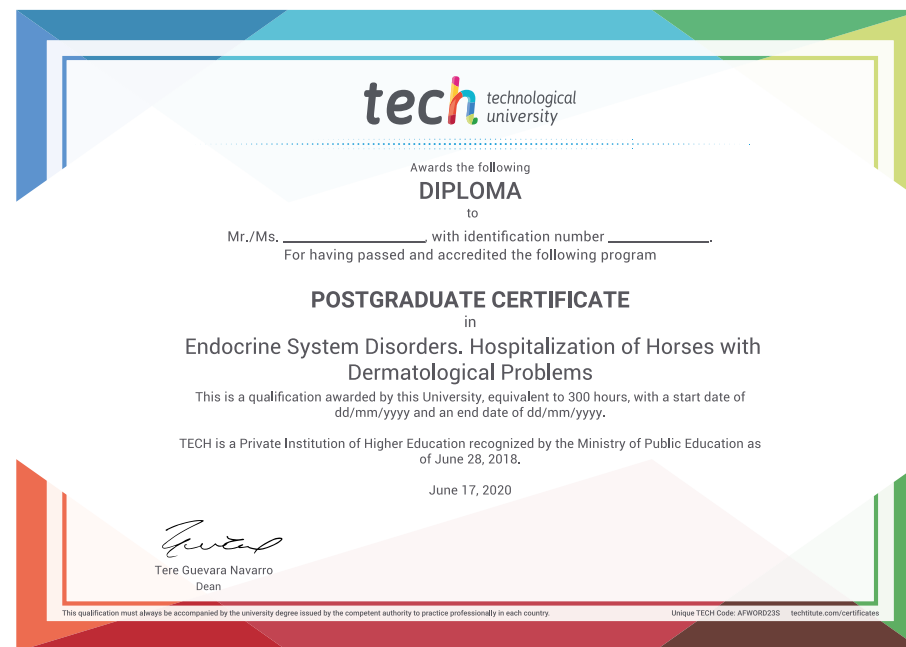 tech technological
university
Awards the following
DIPLOMA
to
Mr./Ms. ____________________, with identification number ______________.
For having passed and accredited the following program
POSTGRADUATE CERTIFICATE
in
Endocrine System Disorders. Hospitalization of Horses with
Dermatological Problems
This is a qualification awarded by this University, equivalent to 300 hours, with a start date of
dd/mm/yyyy and an end date of dd/mm/yyyy.
TECH is a Private Institution of Higher Education recognized by the Ministry of Public Education as
of June 28, 2018.
June 17, 2020
Tere Guevara Navarro
Dean
This qualification must always be accompanied by the university degree issued by the competent authority to practice professionally in each country. Unique TECH Code: AFWORD23S techtitute.com/certificates